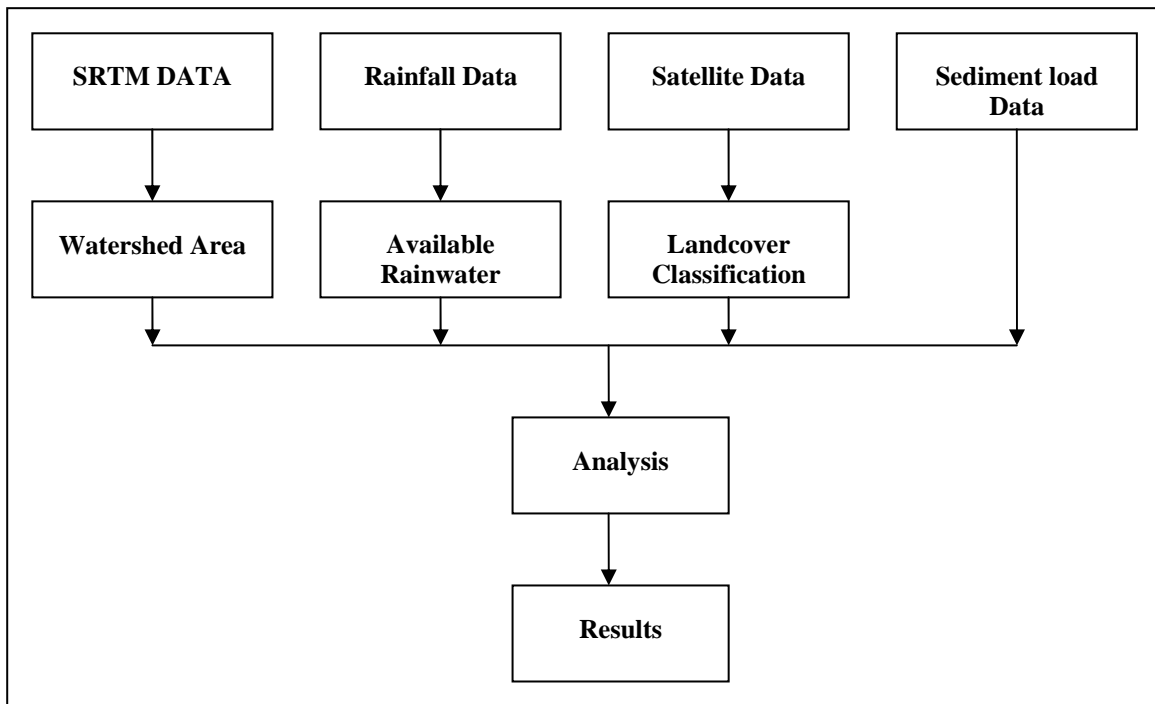 SRTM DATA
Rainfall Data
Satellite Data
Sediment load
Data
Watershed Area
Available
Rainwater
Landcover
Classification
Analysis
Results